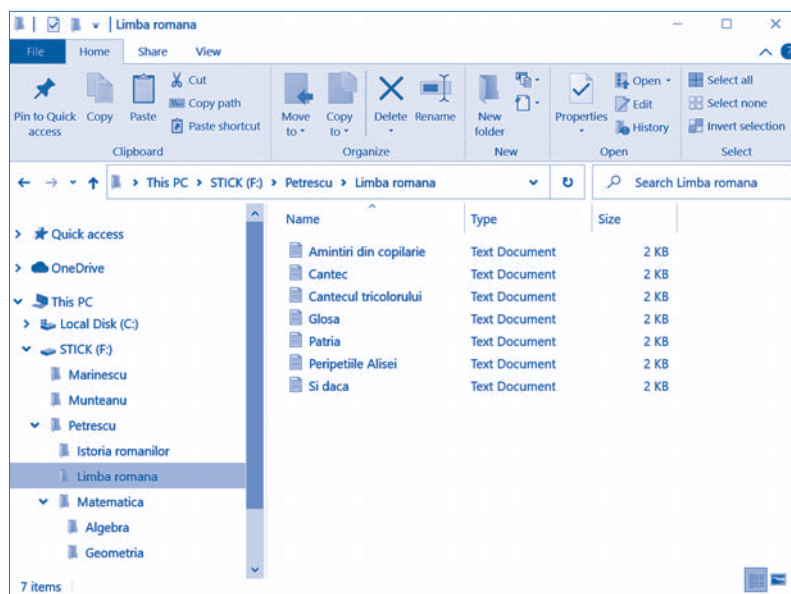 Limba romana
File Home Share View
Pin to Quick access
Copy
Paste
Cut
Copy path
Paste shortcut
Clipboard
Move to
Copy to
Delete
Rename
Organize
New folder
New
Properties
Open
Edit
History
Open
Select all
Select none
Invert selection
Select
This PC > STICK (F:) > Petrescu > Limba romana
Search Limba romana
Quick access
OneDrive
This PC
Local Disk (C:)
STICK (F:)
Marinescu
Munteanu
Petrescu
Istoria romanilor
Limba romana
Matematica
Algebra
Geometria
Name Type Size
Amintiri din copilarie Text Document 2 KB
Cantec Text Document 2 KB
Cantecul tricolorului Text Document 2 KB
Glosa Text Document 2 KB
Patria Text Document 2 KB
Peripetiile Alisei Text Document 2 KB
Si daca Text Document 2 KB
7 items